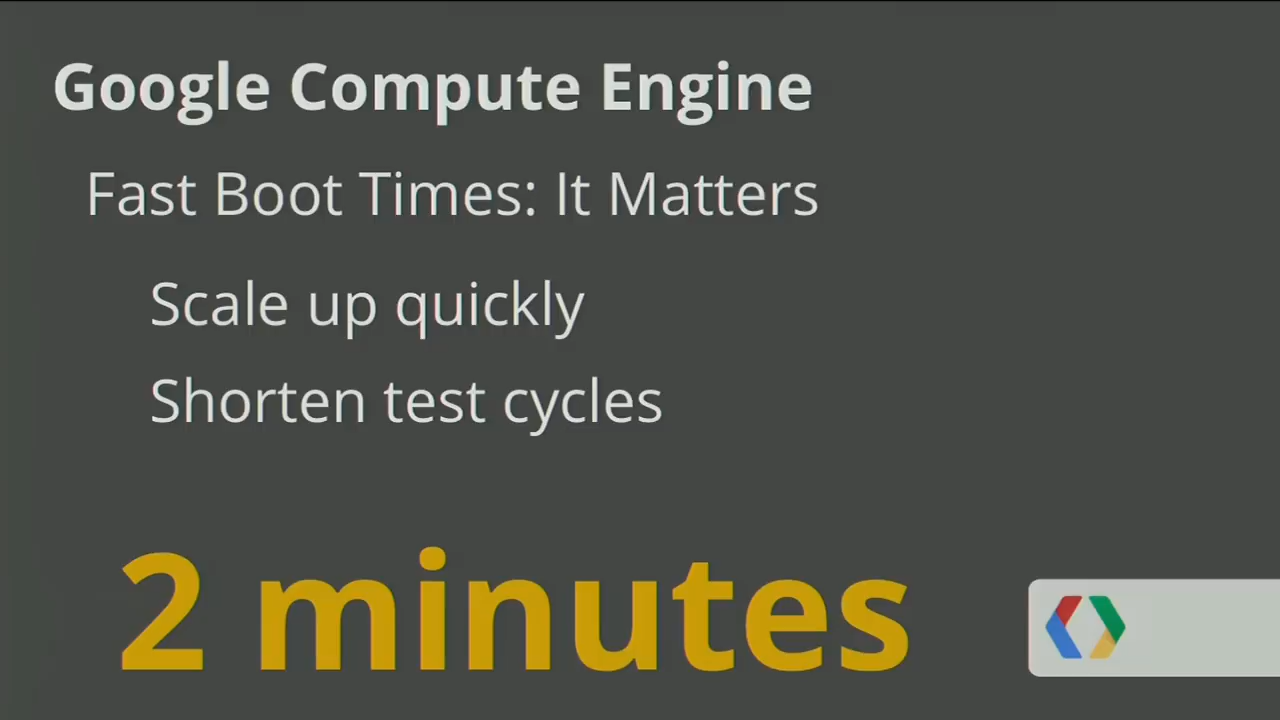 Google Compute Engine
Fast Boot Times: It Matters
Scale up quickly
Shorten test cycles
2 minutes